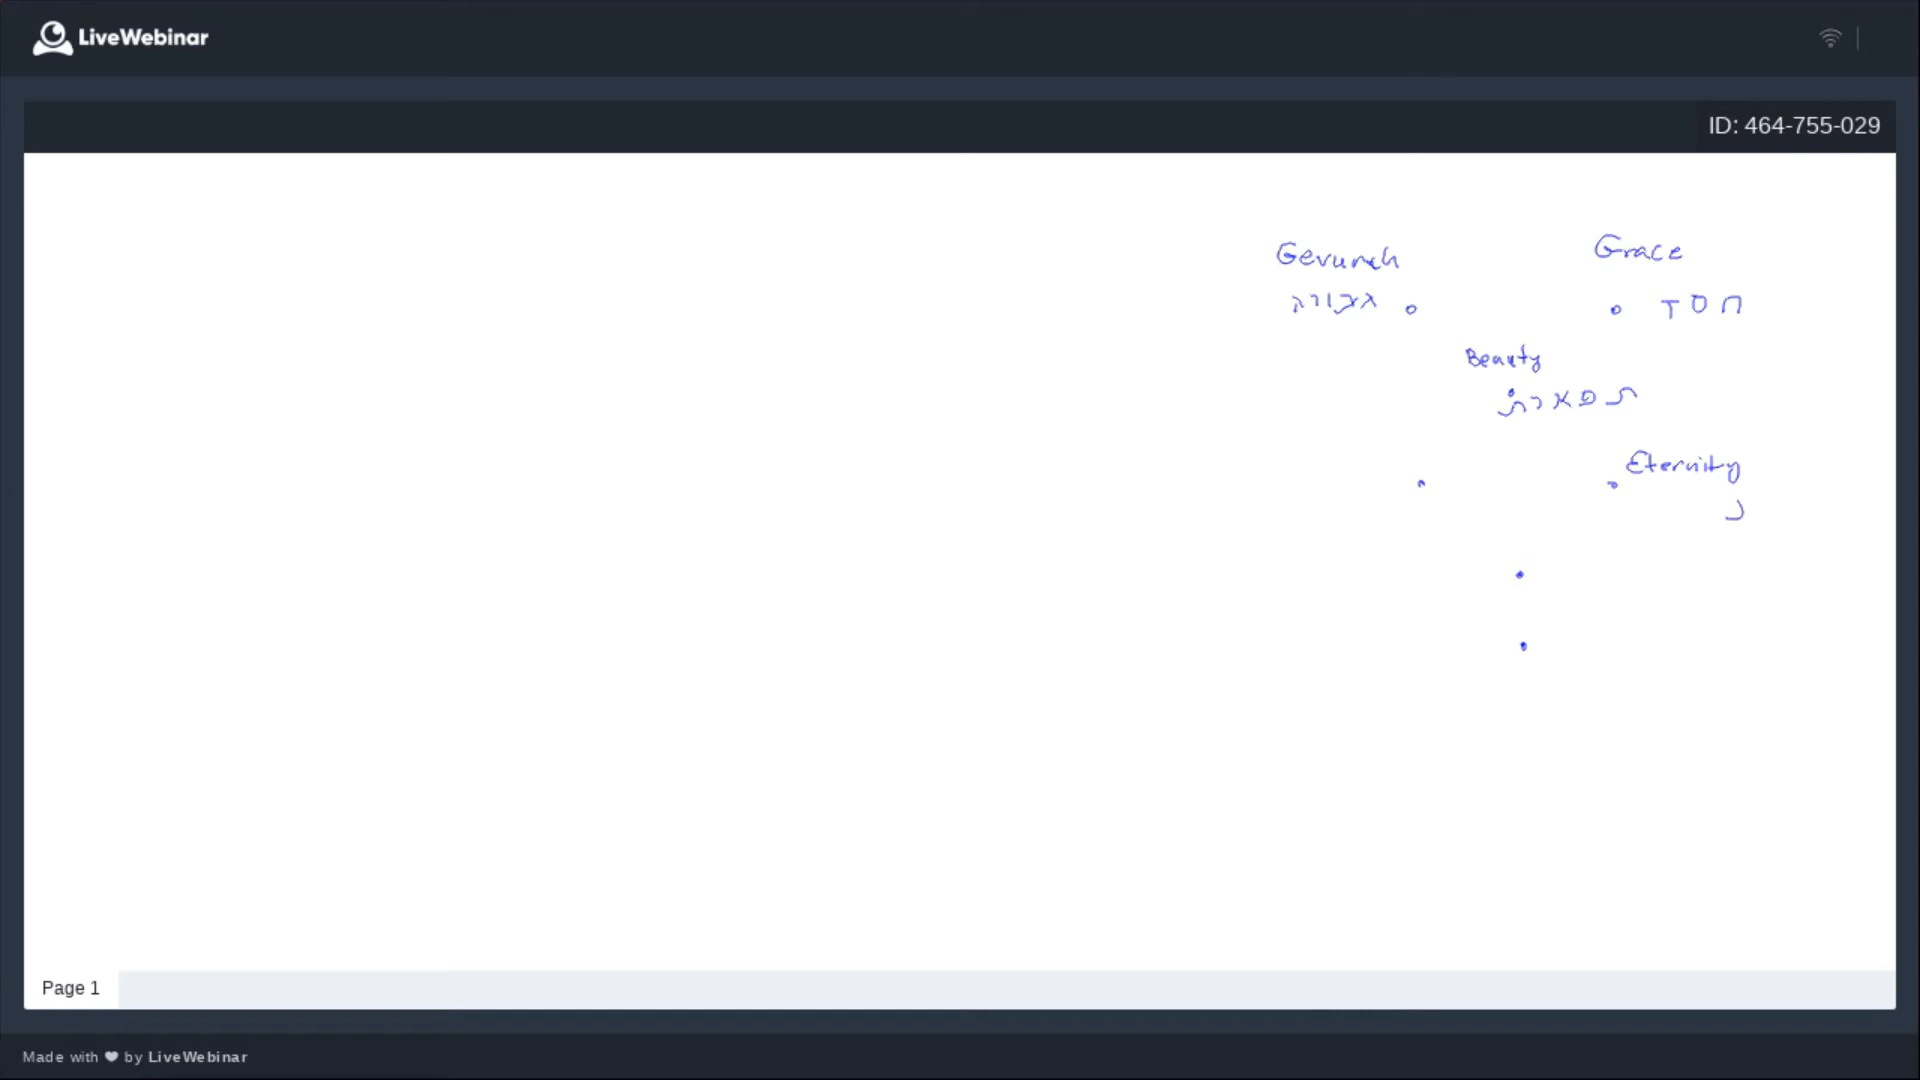 LiveWebinar
ID: 464-755-029
Gevurah
Grace
גבורה
חסד
Beauty
תפארת
Eternity
נ
Page 1
Made with ❤ by LiveWebinar